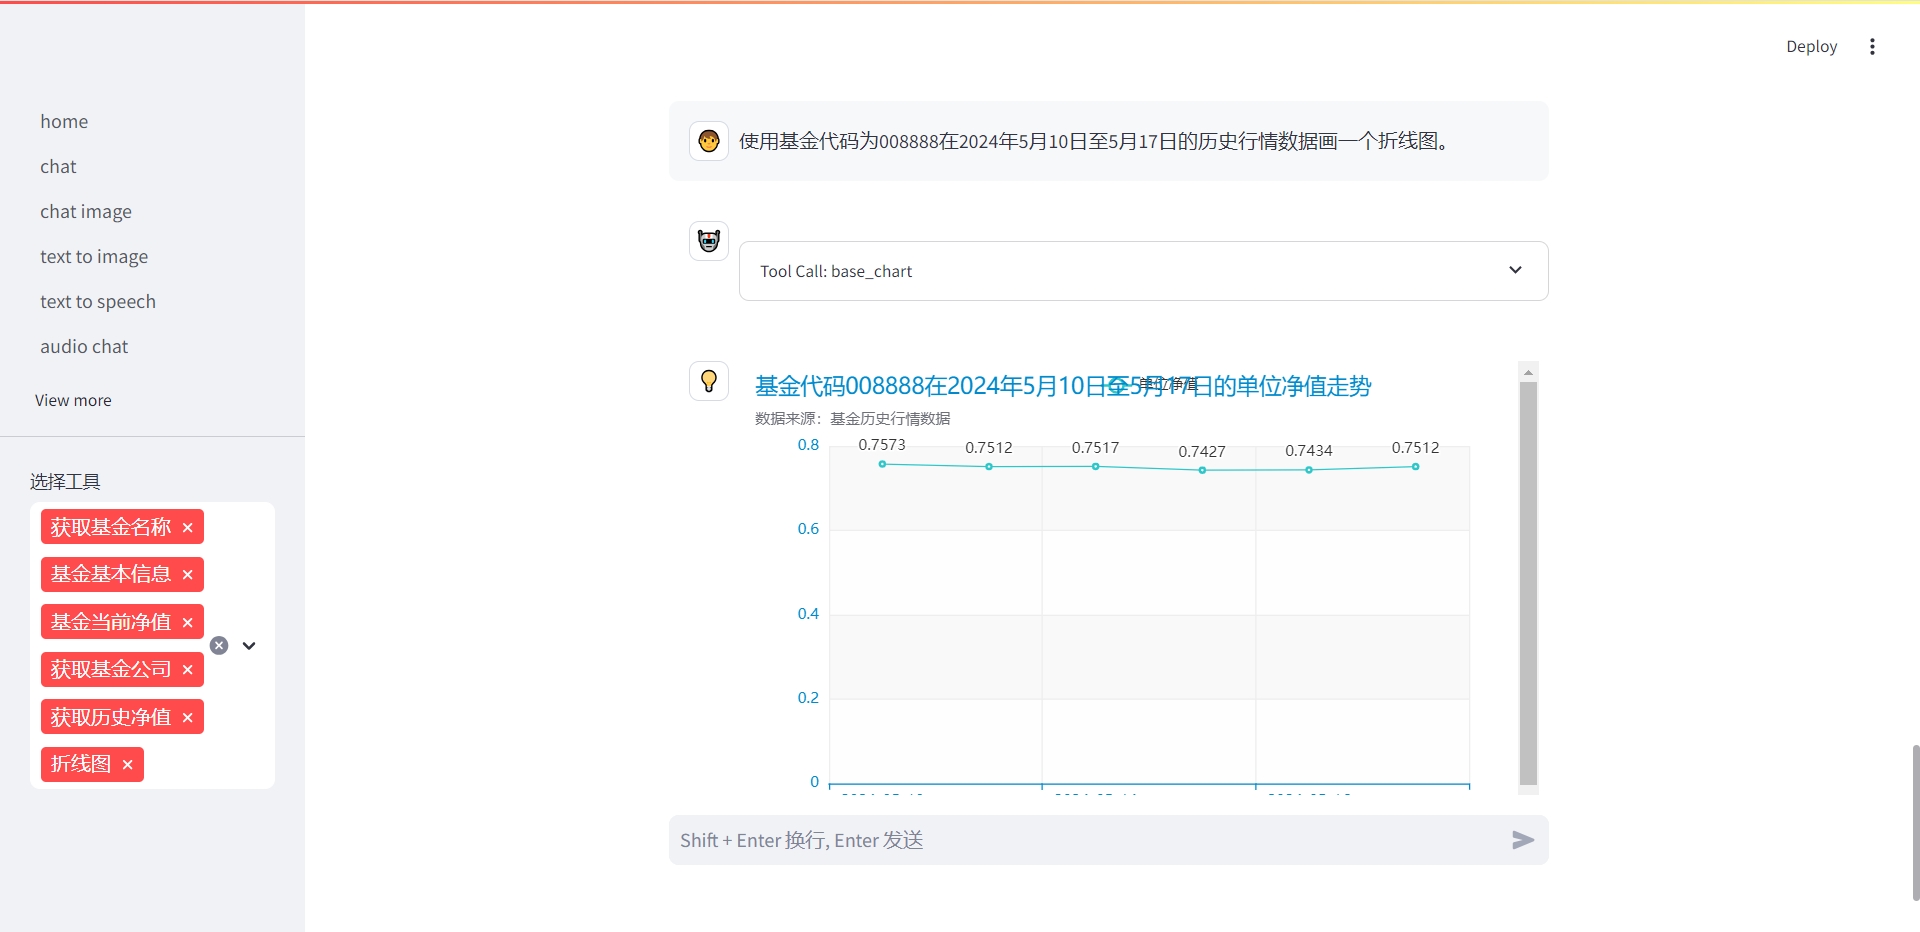 Deploy
home
chat
chat image
text to image
text to speech
audio chat
View more
选择工具
获取基金名称 ×
基金基本信息 ×
基金当前净值 ×
获取基金公司 ×
获取历史净值 ×
折线图 ×
使用基金代码为008888在2024年5月10日至5月17日的历史行情数据画一个折线图。
Tool Call: base_chart
基金代码008888在2024年5月10日至5月17日的单位净值走势
单位净值
数据来源：基金历史行情数据
0.8
0.7573 0.7512 0.7517 0.7427 0.7434 0.7512
0.6
0.4
0.2
0
Shift + Enter 换行, Enter 发送